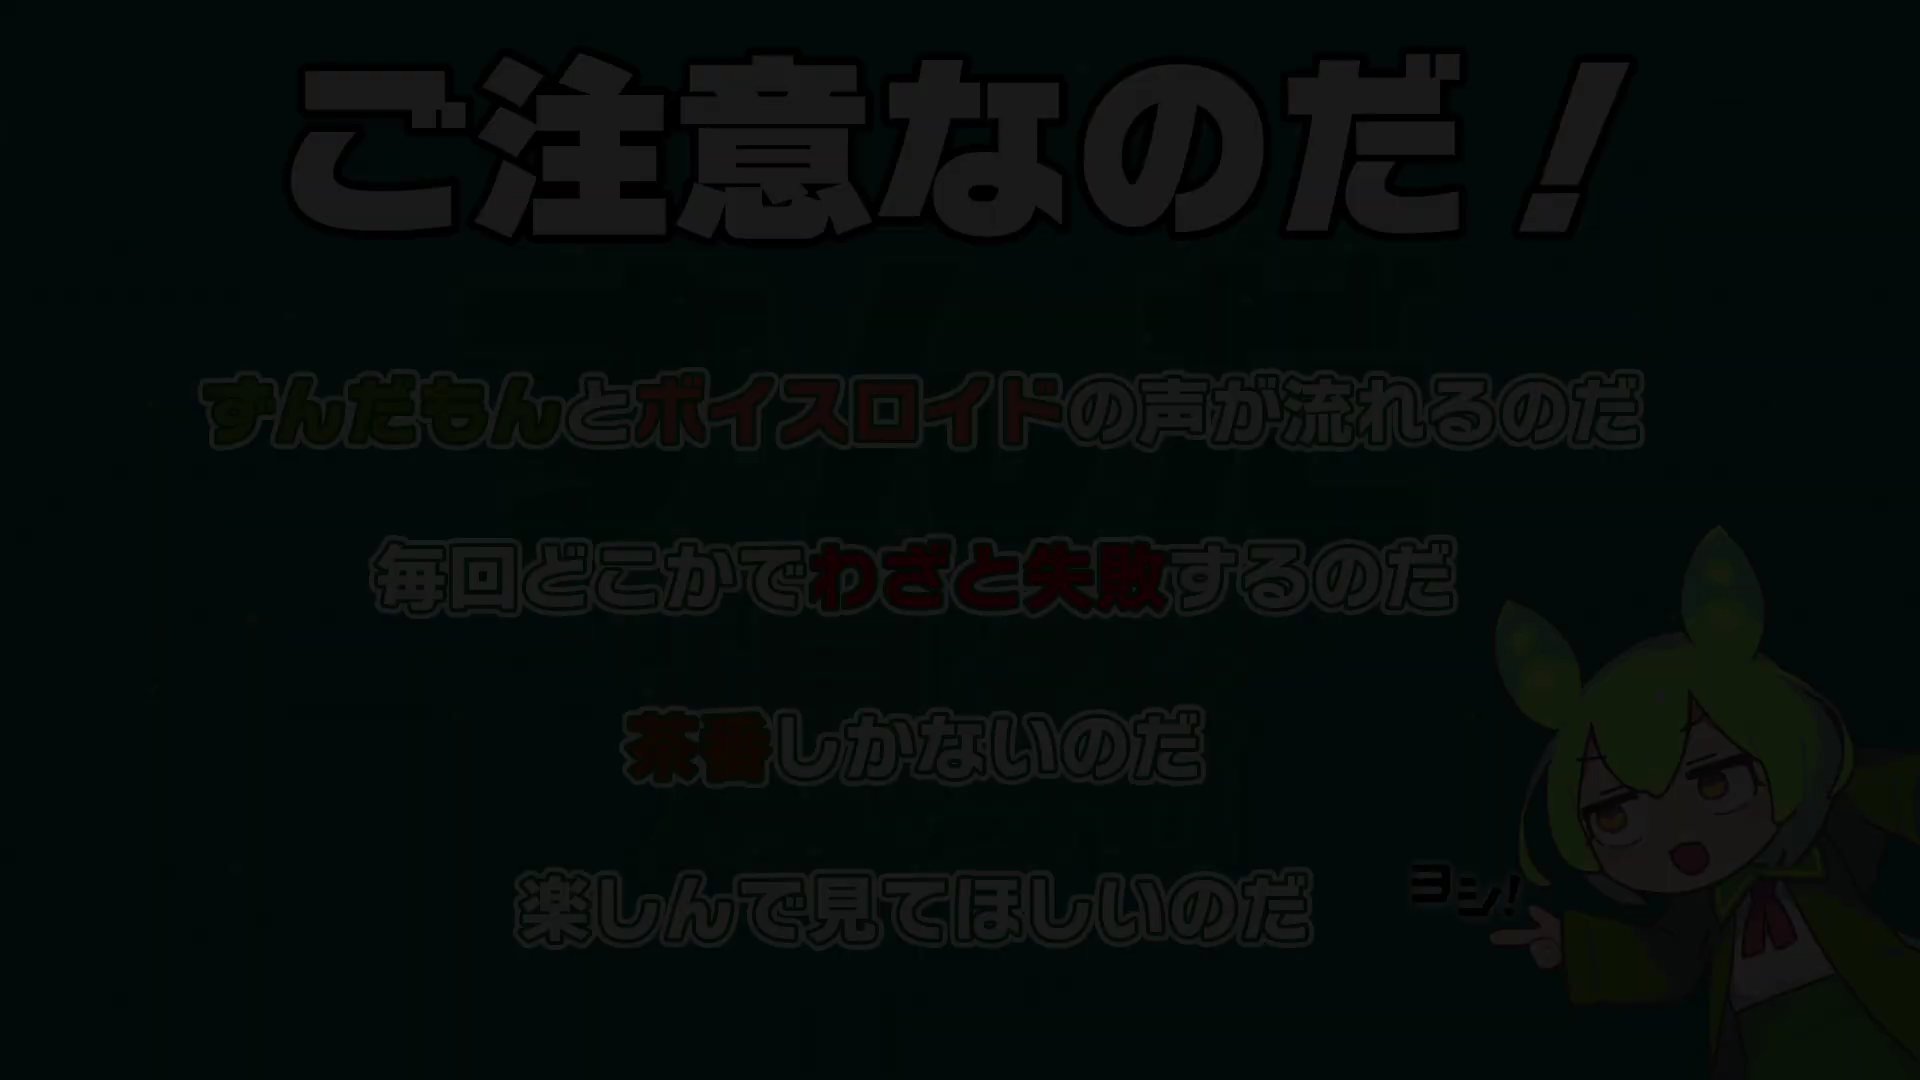 ご注意なのだ！
ずんだもんとボイスロイドの声が流れるのだ
毎回どこかでわざと失敗するのだ
茶番しかないのだ
楽しんで見てほしいのだ
ヨシ!